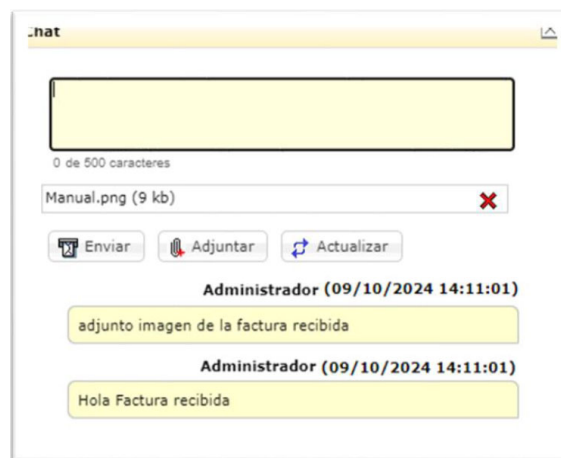 Chat
0 de 500 caracteres
Manual.png (9 kb)
Enviar Adjuntar Actualizar
Administrador (09/10/2024 14:11:01)
adjunto imagen de la factura recibida
Administrador (09/10/2024 14:11:01)
Hola Factura recibida